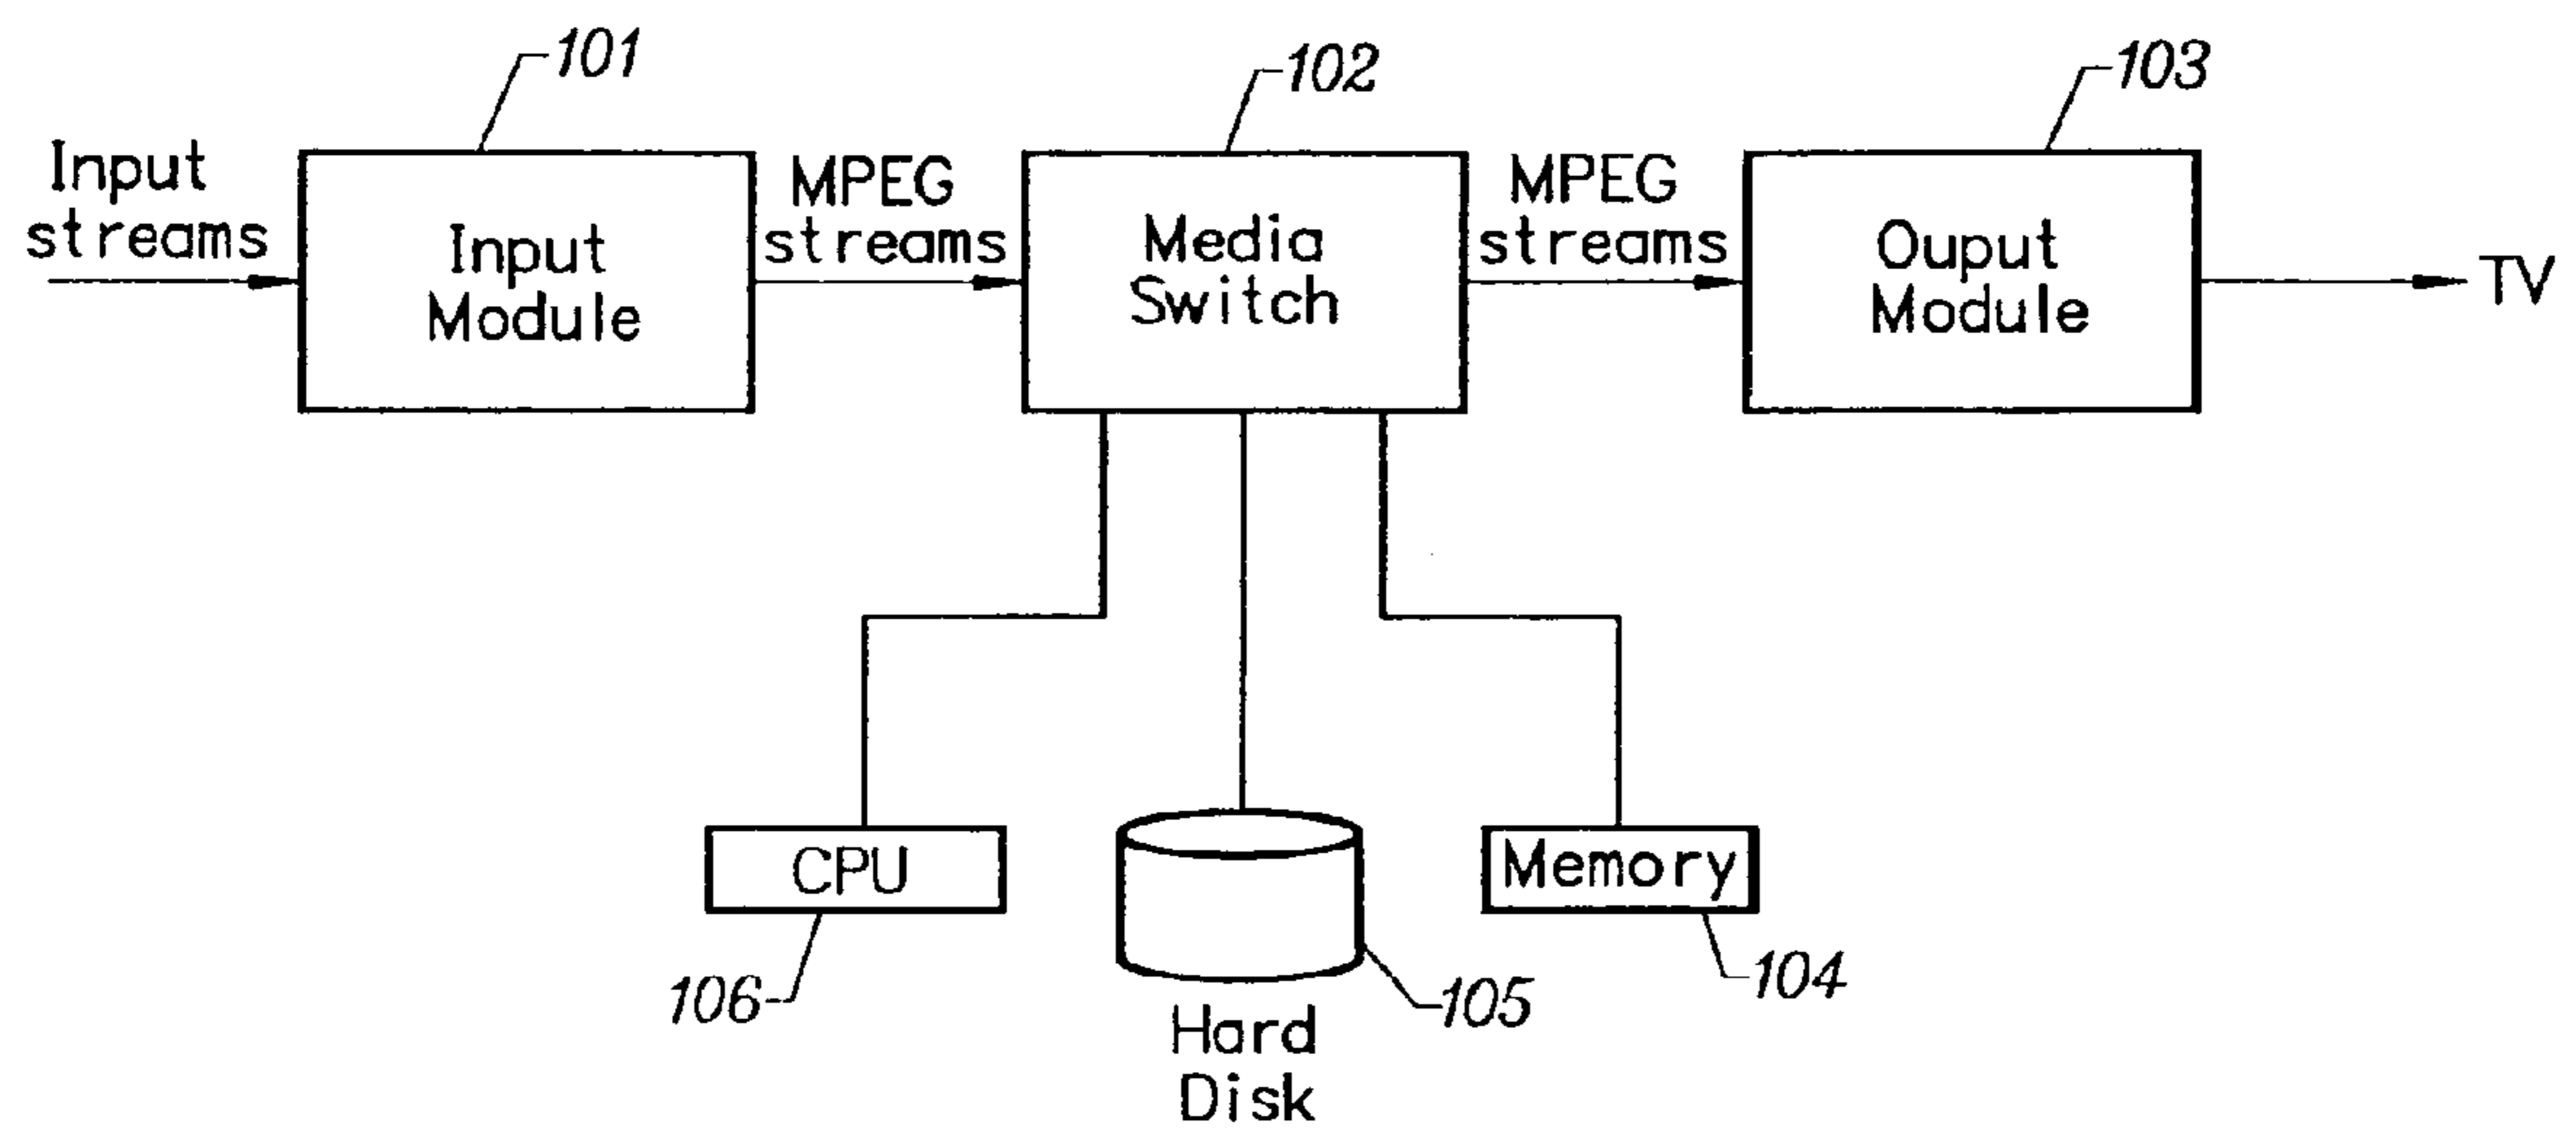 101
102
103
Input
streams
Input
Module
MPEG
streams
Media
Switch
MPEG
streams
Ouput
Module
TV
CPU
Memory
106
105
104
Hard
Disk